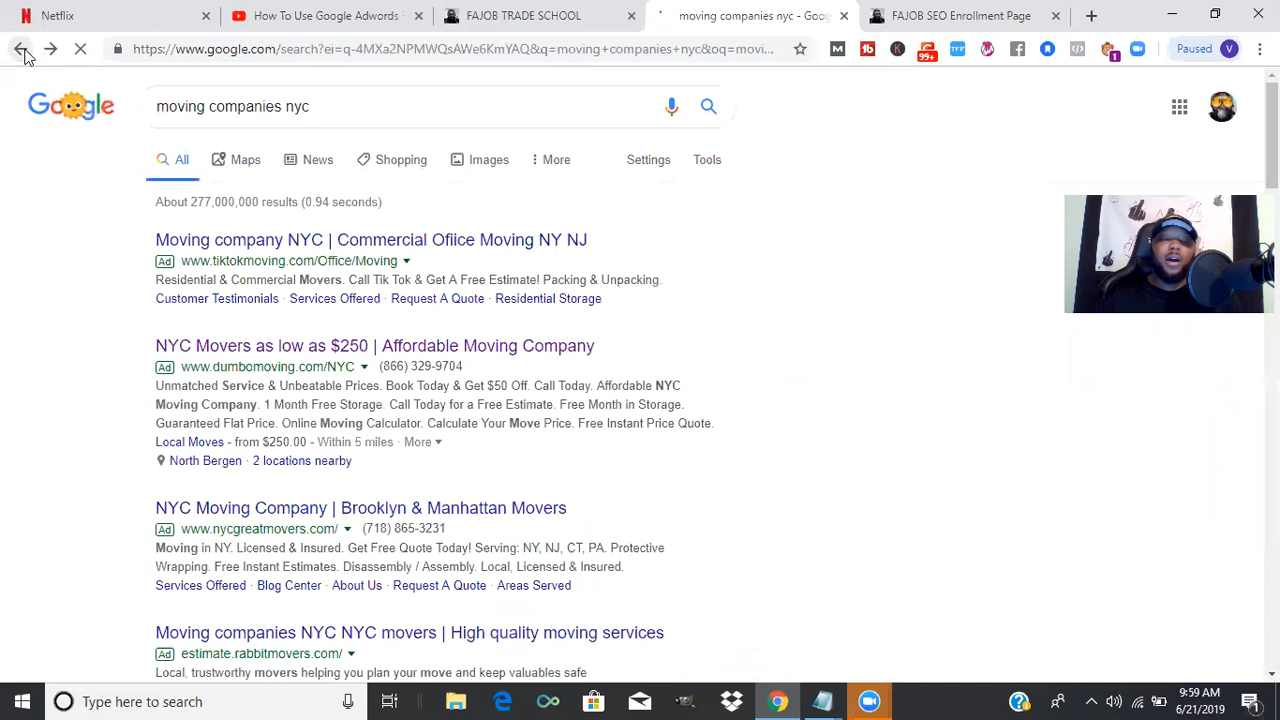 Netflix
How To Use Google Adwords
FAJOB TRADE SCHOOL
moving companies nyc - Goo
FAJOB SEO Enrollment Page
https://www.google.com/search?ei=q-4MXa2NPMWQsAWe6KmYAQ&q=moving+companies+nyc&oq=movi...
99+
TFF
1
Paused
V
Google
moving companies nyc
All
Maps
News
Shopping
Images
More
Settings
Tools
About 277,000,000 results (0.94 seconds)
Moving company NYC | Commercial Ofiice Moving NY NJ
Ad www.tiktokmoving.com/Office/Moving
Residential & Commercial Movers. Call Tik Tok & Get A Free Estimate! Packing & Unpacking.
Customer Testimonials · Services Offered · Request A Quote · Residential Storage
NYC Movers as low as $250 | Affordable Moving Company
Ad www.dumbomoving.com/NYC (866) 329-9704
Unmatched Service & Unbeatable Prices. Book Today & Get $50 Off. Call Today. Affordable NYC
Moving Company. 1 Month Free Storage. Call Today for a Free Estimate. Free Month in Storage.
Guaranteed Flat Price. Online Moving Calculator. Calculate Your Move Price. Free Instant Price Quote.
Local Moves - from $250.00 - Within 5 miles · More
North Bergen · 2 locations nearby
NYC Moving Company | Brooklyn & Manhattan Movers
Ad www.nycgreatmovers.com/ (718) 865-3231
Moving in NY. Licensed & Insured. Get Free Quote Today! Serving: NY, NJ, CT, PA. Protective
Wrapping. Free Instant Estimates. Disassembly / Assembly. Local, Licensed & Insured.
Services Offered · Blog Center · About Us · Request A Quote · Areas Served
Moving companies NYC NYC movers | High quality moving services
Ad estimate.rabbitmovers.com/
Local, trustworthy movers helping you plan your move and keep valuables safe
Type here to search
9:59 AM
6/21/2019
1